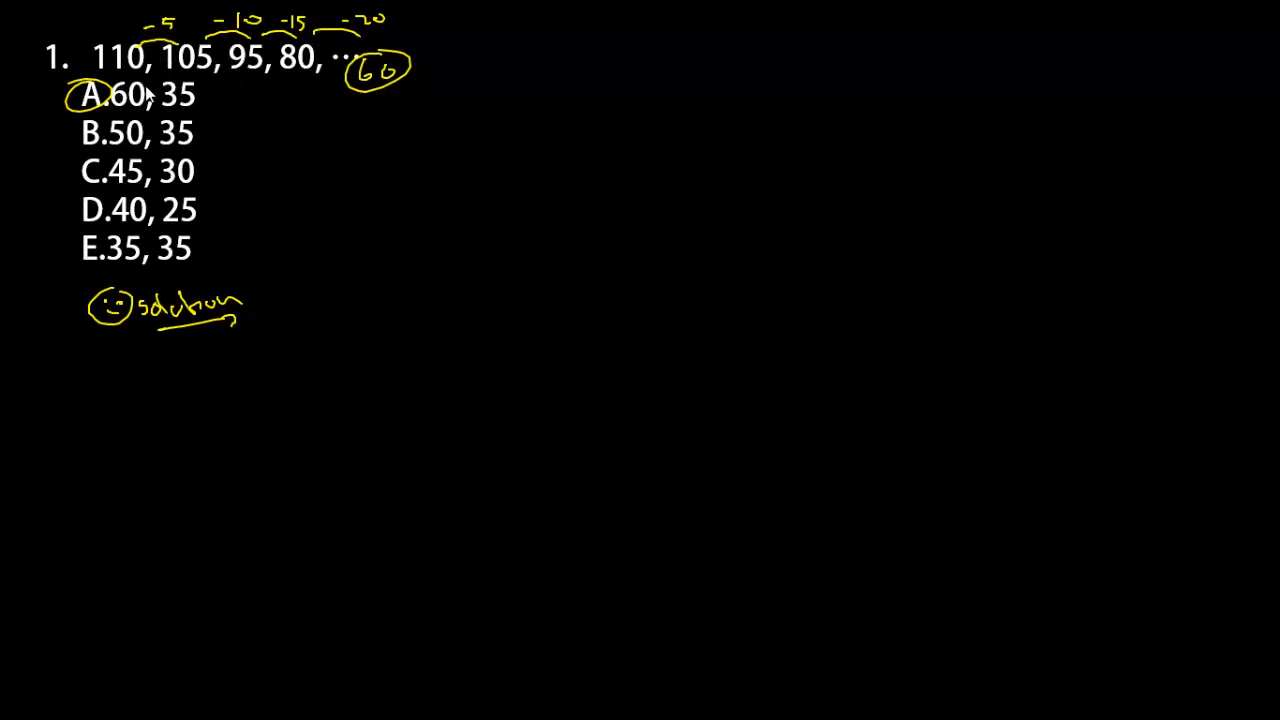 -5 -10 -15 -20
1. 110, 105, 95, 80, ... 60
A.60, 35
B.50, 35
C.45, 30
D.40, 25
E.35, 35
solution